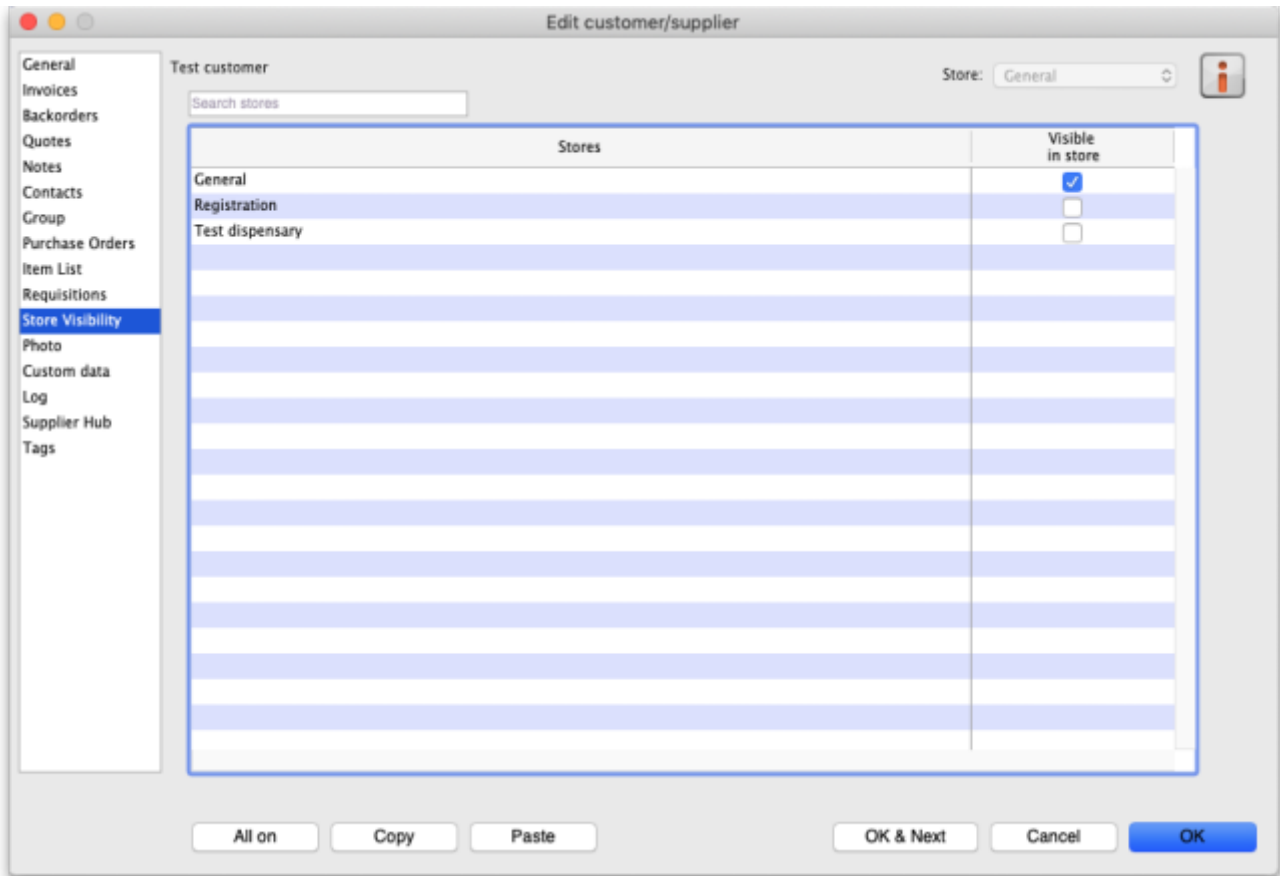 Edit customer/supplier
General
Invoices
Backorders
Quotes
Notes
Contacts
Group
Purchase Orders
Item List
Requisitions
Store Visibility
Photo
Custom data
Log
Supplier Hub
Tags
Test customer
Store: General
Search stores
Stores
Visible
in store
General
Registration
Test dispensary
All on
Copy
Paste
OK & Next
Cancel
OK